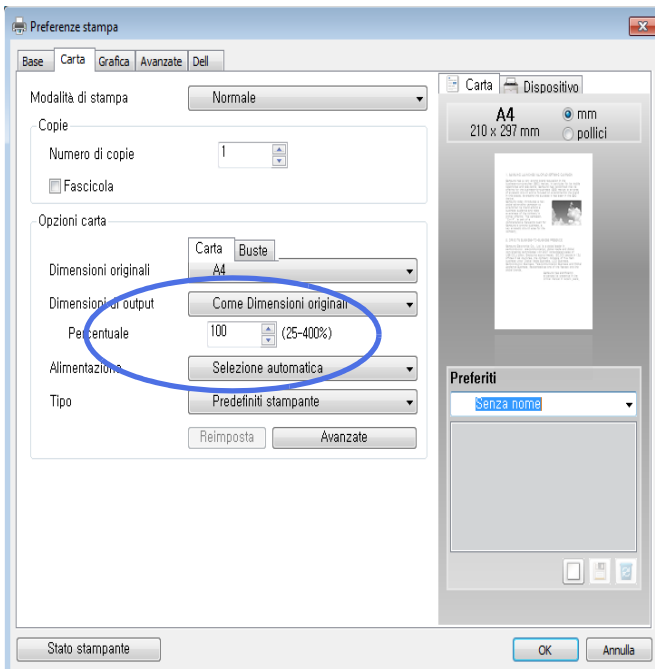 Preferenze stampa
Base Carta Grafica Avanzate Dell
Modalità di stampa Normale
Copie
Numero di copie 1
Fascicola
Opzioni carta
Carta Buste
Dimensioni originali A4
Dimensioni di output Come Dimensioni originali
Percentuale 100 (25-400%)
Alimentazione Selezione automatica
Tipo Predefiniti stampante
Reimposta Avanzate
Carta Dispositivo
A4
210 x 297 mm
mm
pollici
Preferiti
Senza nome
Stato stampante OK Annulla